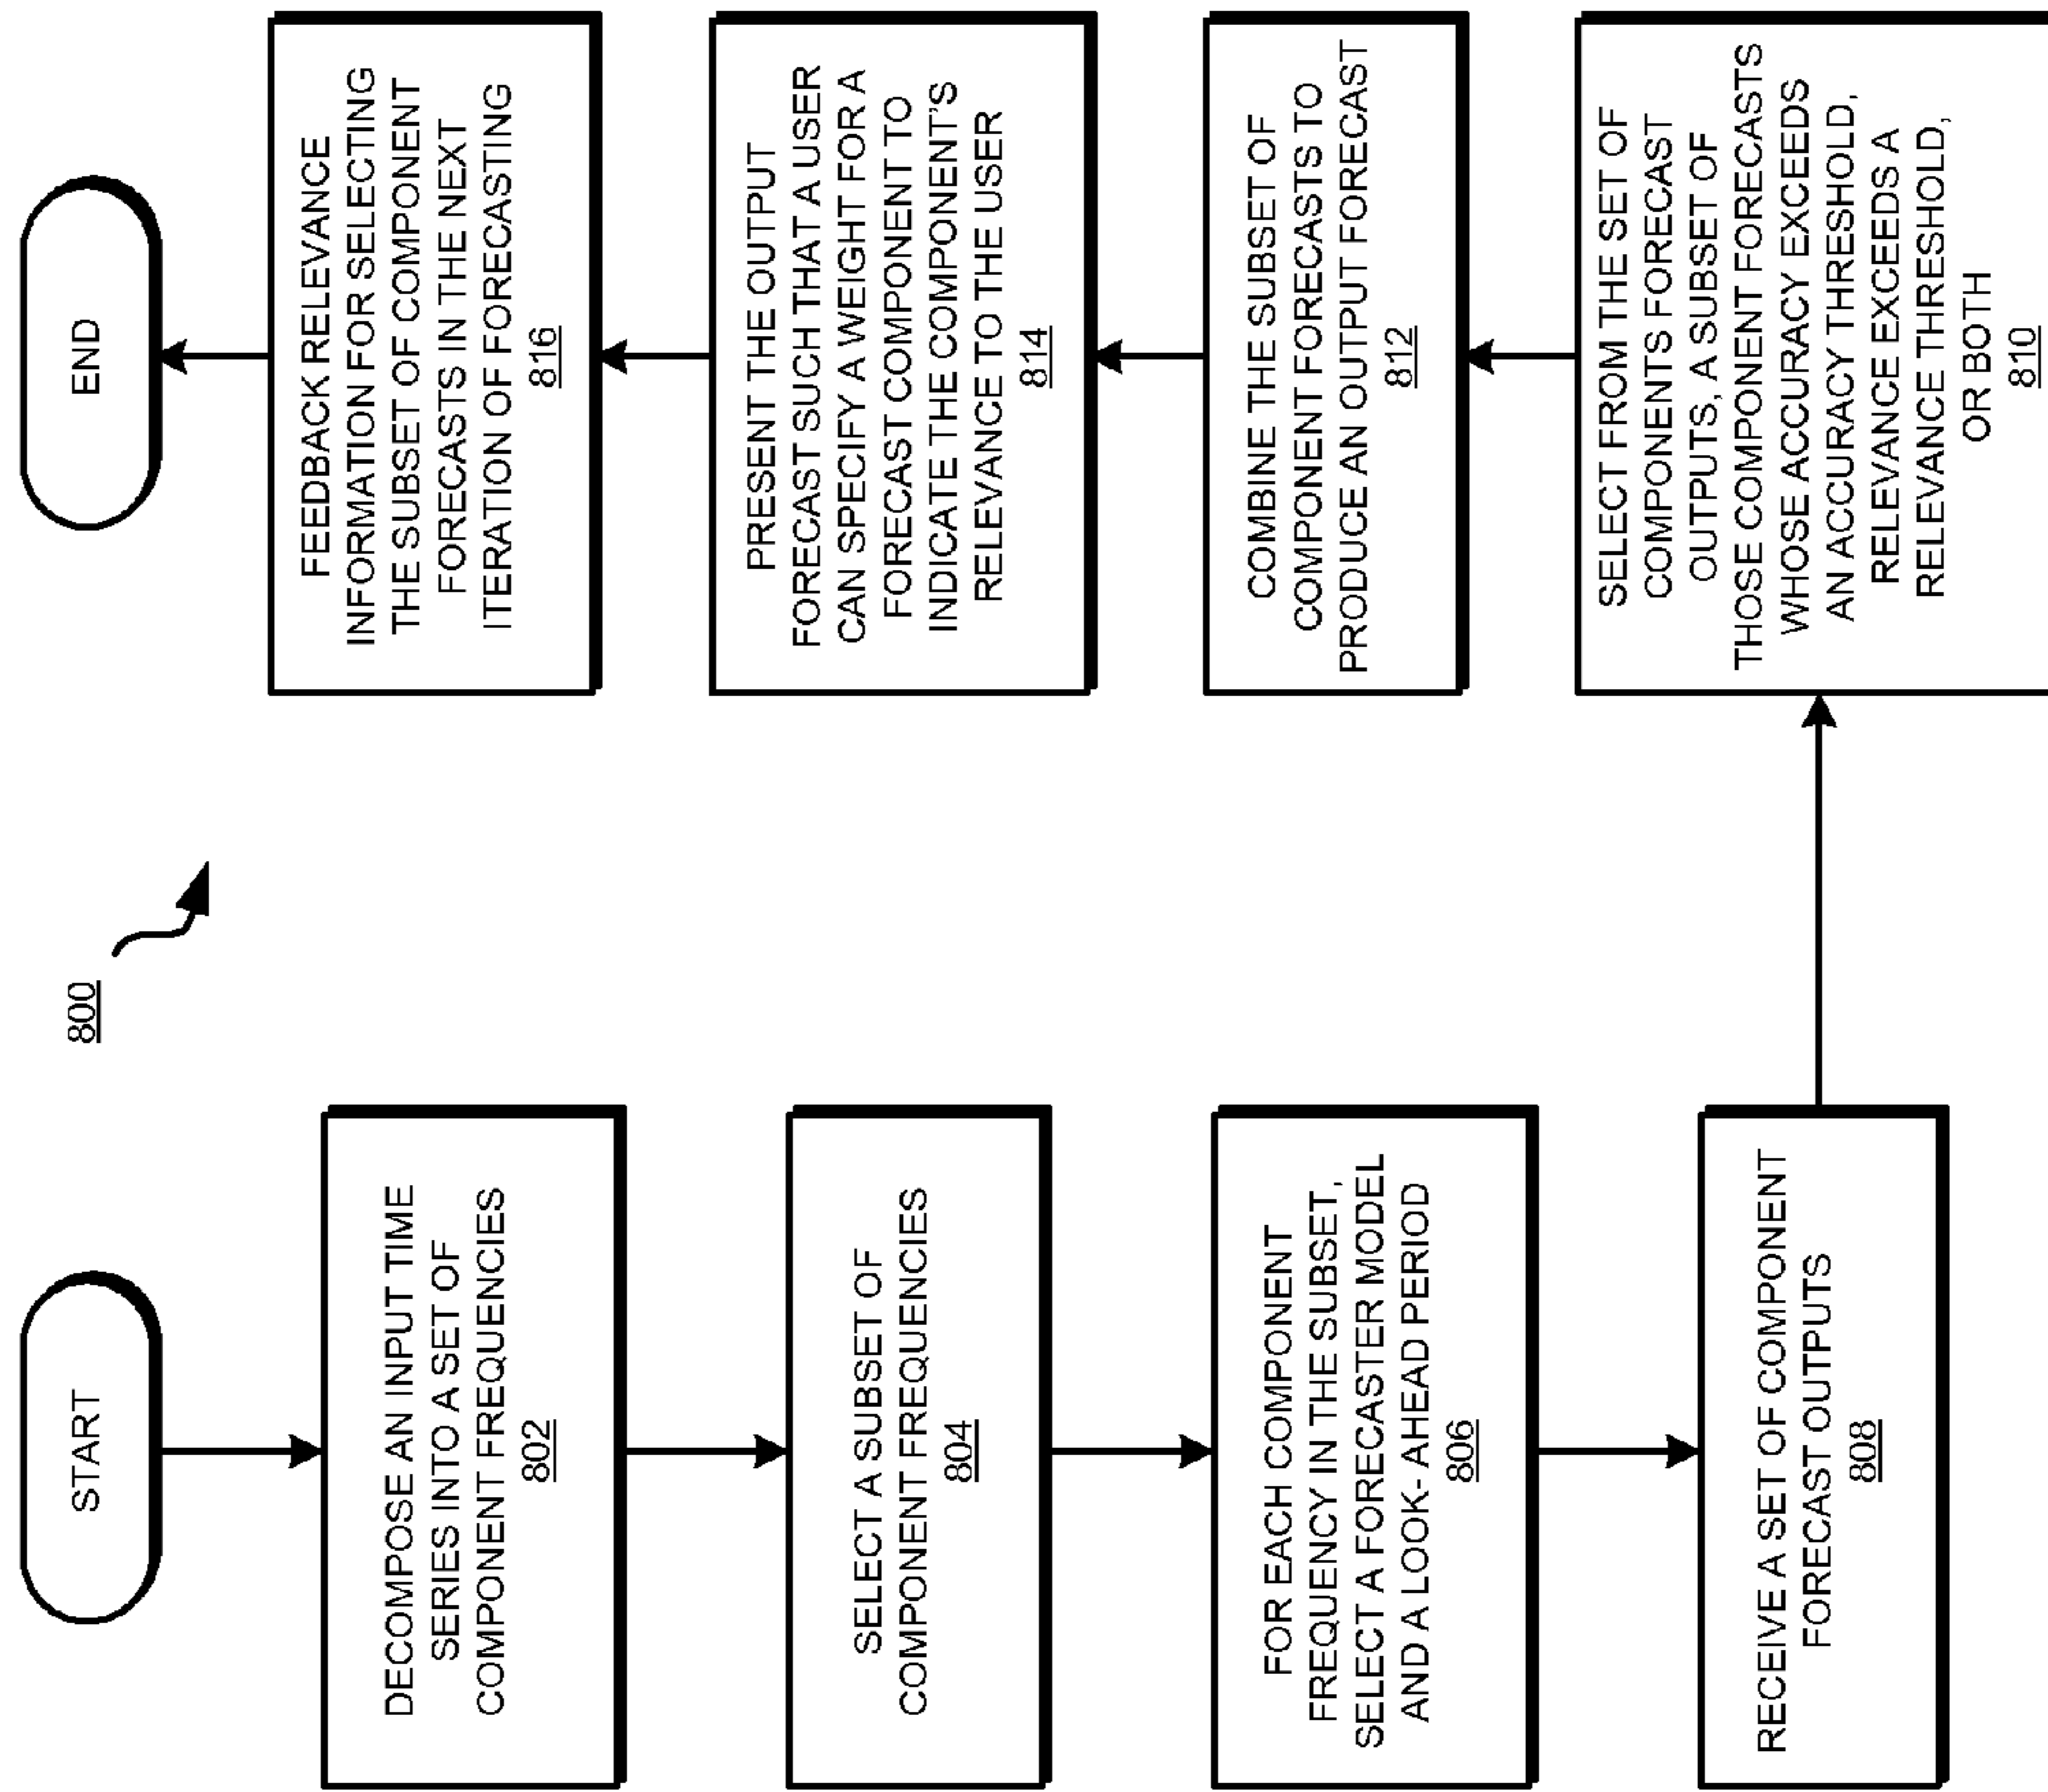 800
START
DECOMPOSE AN INPUT TIME
SERIES INTO A SET OF
COMPONENT FREQUENCIES
802
SELECT A SUBSET OF
COMPONENT FREQUENCIES
804
FOR EACH COMPONENT
FREQUENCY IN THE SUBSET,
SELECT A FORECASTER MODEL
AND A LOOK- AHEAD PERIOD
806
RECEIVE A SET OF COMPONENT
FORECAST OUTPUTS
808
SELECT FROM THE SET OF
COMPONENTS FORECAST
OUTPUTS, A SUBSET OF
THOSE COMPONENT FORECASTS
WHOSE ACCURACY EXCEEDS
AN ACCURACY THRESHOLD,
RELEVANCE EXCEEDS A
RELEVANCE THRESHOLD,
OR BOTH
810
COMBINE THE SUBSET OF
COMPONENT FORECASTS TO
PRODUCE AN OUTPUT FORECAST
812
PRESENT THE OUTPUT
FORECAST SUCH THAT A USER
CAN SPECIFY A WEIGHT FOR A
FORECAST COMPONENT TO
INDICATE THE COMPONENT'S
RELEVANCE TO THE USER
814
FEEDBACK RELEVANCE
INFORMATION FOR SELECTING
THE SUBSET OF COMPONENT
FORECASTS IN THE NEXT
ITERATION OF FORECASTING
816
END